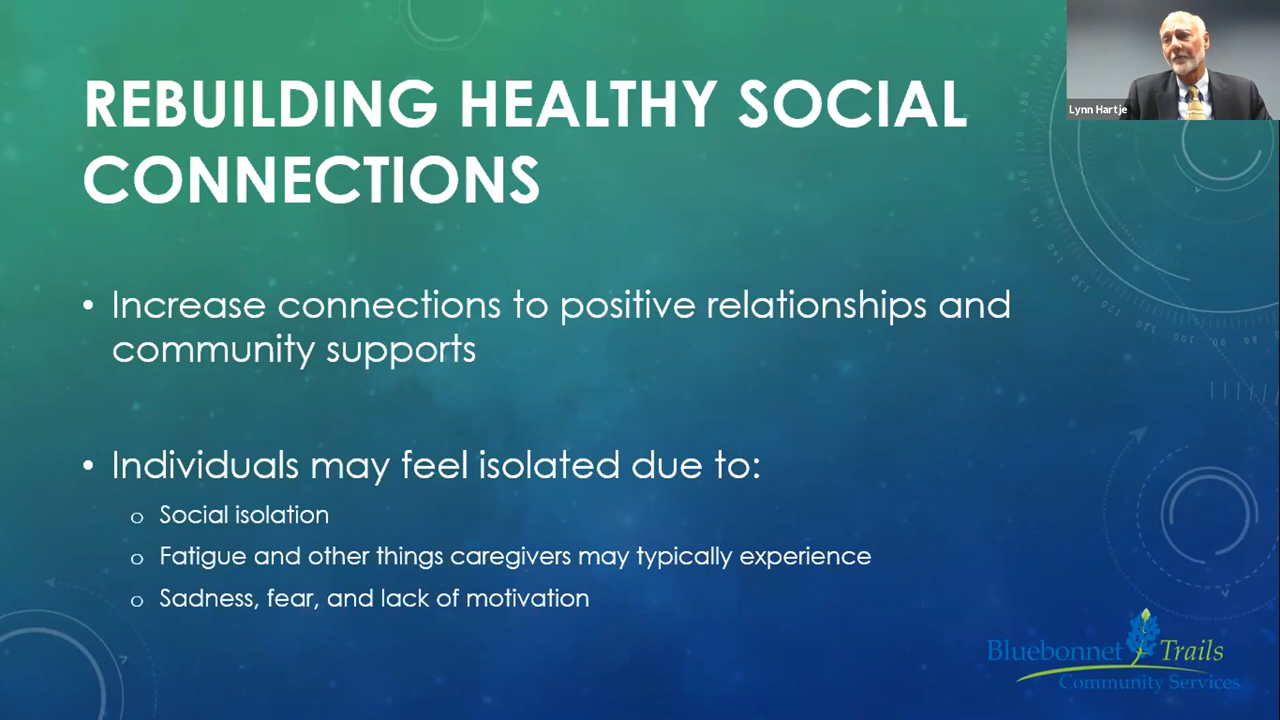 REBUILDING HEALTHY SOCIAL
CONNECTIONS
Lynn Hartje
• Increase connections to positive relationships and
community supports
• Individuals may feel isolated due to:
o Social isolation
o Fatigue and other things caregivers may typically experience
o Sadness, fear, and lack of motivation
Bluebonnet Trails
Community Services